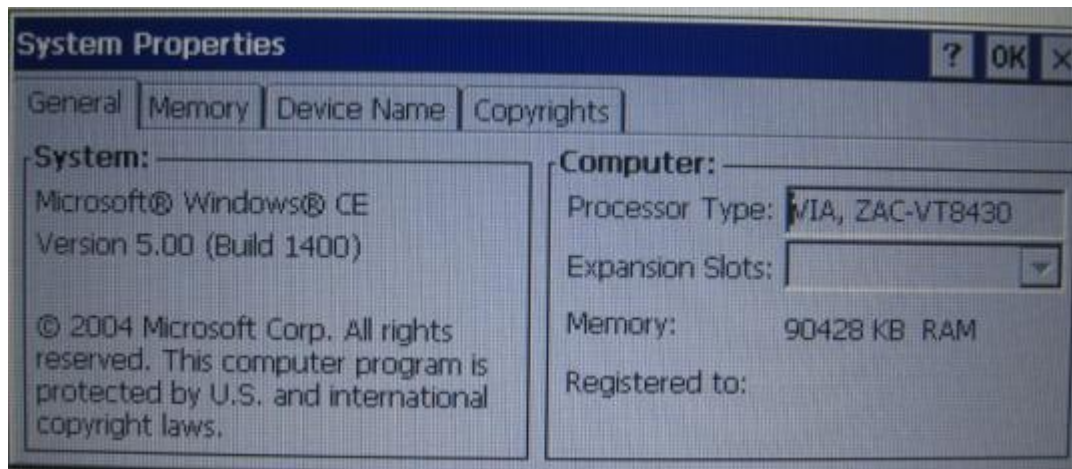 System Properties
? OK ×
General Memory Device Name Copyrights
System:
Microsoft® Windows® CE
Version 5.00 (Build 1400)
© 2004 Microsoft Corp. All rights
reserved. This computer program is
protected by U.S. and international
copyright laws.
Computer:
Processor Type: VIA, ZAC-VT8430
Expansion Slots:
Memory: 90428 KB RAM
Registered to: